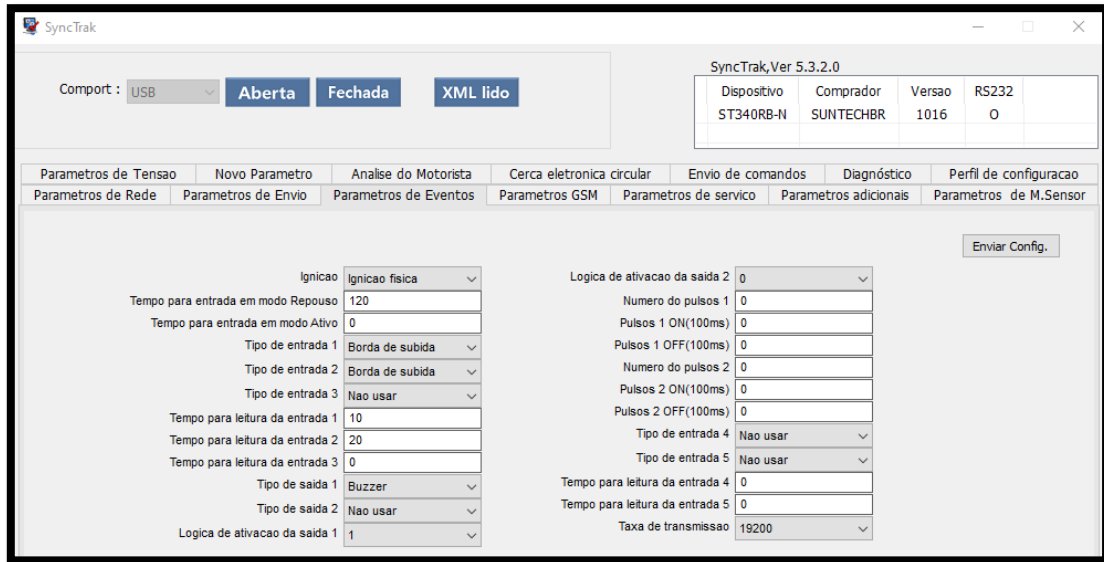 SyncTrak
SyncTrak,Ver 5.3.2.0
Comport : USB Aberta Fechada XML lido
Dispositivo Comprador Versao RS232
ST340RB-N SUNTECHBR 1016 O
Parametros de Tensao Novo Parametro Analise do Motorista Cerca eletronica circular Envio de comandos Diagnóstico Perfil de configuracao
Parametros de Rede Parametros de Envio Parametros de Eventos Parametros GSM Parametros de servico Parametros adicionais Parametros de M.Sensor
Enviar Config.
Ignicao Ignicao fisica
Tempo para entrada em modo Repouso 120
Tempo para entrada em modo Ativo 0
Tipo de entrada 1 Borda de subida
Tipo de entrada 2 Borda de subida
Tipo de entrada 3 Nao usar
Tempo para leitura da entrada 1 10
Tempo para leitura da entrada 2 20
Tempo para leitura da entrada 3 0
Tipo de saida 1 Buzzer
Tipo de saida 2 Nao usar
Logica de ativacao da saida 1 1
Logica de ativacao da saida 2 0
Numero do pulsos 1 0
Pulsos 1 ON(100ms) 0
Pulsos 1 OFF(100ms) 0
Numero do pulsos 2 0
Pulsos 2 ON(100ms) 0
Pulsos 2 OFF(100ms) 0
Tipo de entrada 4 Nao usar
Tipo de entrada 5 Nao usar
Tempo para leitura da entrada 4 0
Tempo para leitura da entrada 5 0
Taxa de transmissao 19200